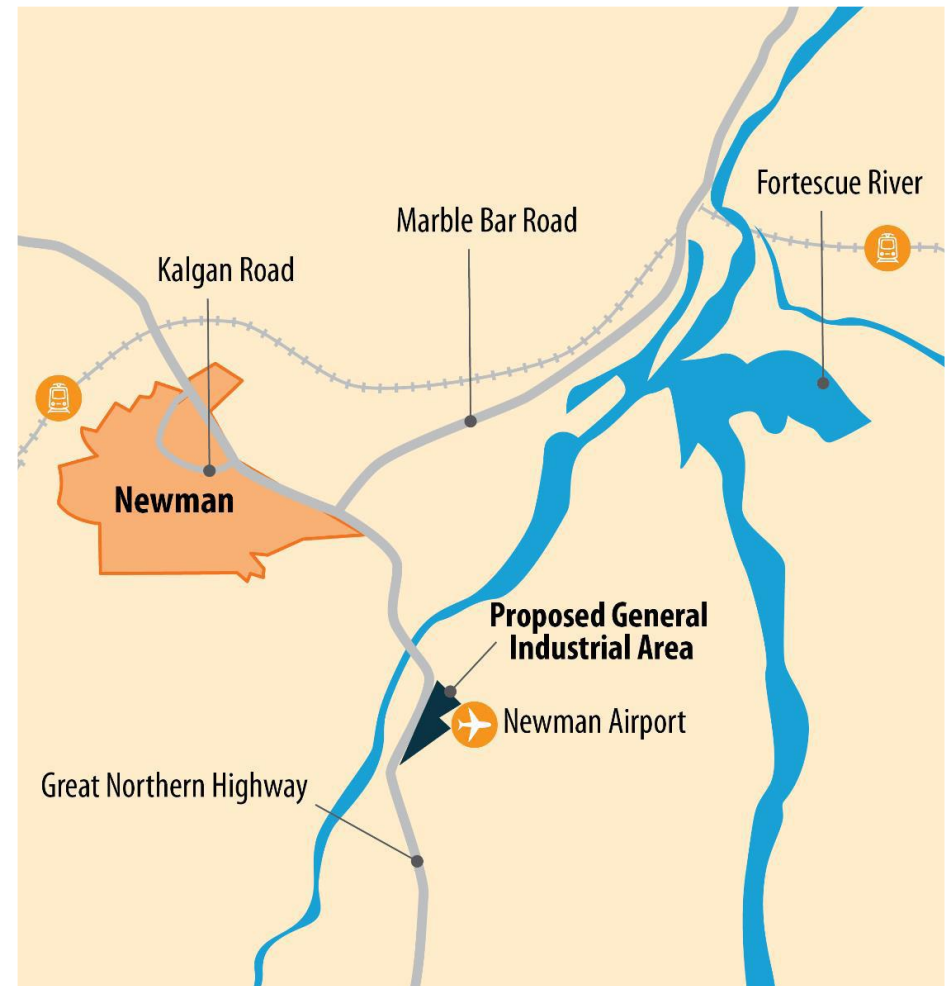 Fortescue River
Marble Bar Road
Kalgan Road
Newman
Proposed General
Industrial Area
Newman Airport
Great Northern Highway